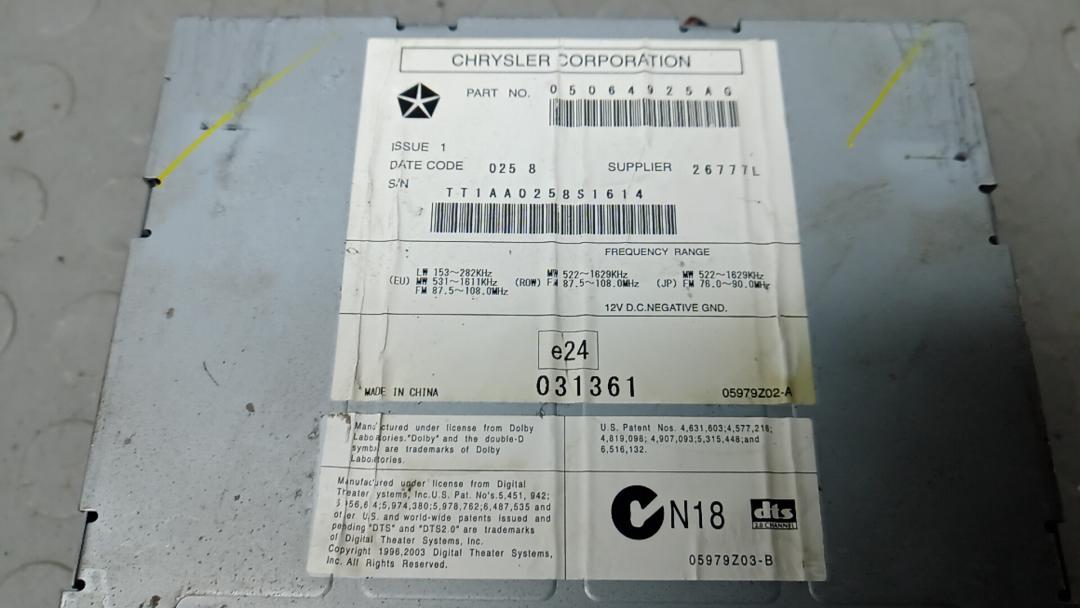 CHRYSLER CORPORATION
PART NO. 05064925AG
ISSUE 1
DATE CODE 025 8 SUPPLIER 26777L
S/N TT1AA0258S1614
FREQUENCY RANGE
(EU) LW 153~282KHz MW 531~1611KHz FM 87.5~108.0MHz
(ROW) MW 522~1629KHz FM 87.5~108.0MHz
(JP) MW 522~1629KHz FM 76.0~90.0MHz
12V D.C.NEGATIVE GND.
e24
031361
MADE IN CHINA
05979Z02-A
Manufactured under license from Dolby
Laboratories."Dolby" and the double-D
symbol are trademarks of Dolby
Laboratories.
U.S. Patent Nos. 4,631,603;4,577,216;
4,819,098; 4,907,093;5,315,448;and
6,516,132.
Manufactured under license from Digital
Theater Systems, Inc.U.S. Pat. No's.5,451, 942;
5,974,380;5,978,762;6,487,535 and
other U.S. and world-wide patents issued and
pending "DTS" and "DTS2.0" are trademarks
of Digital Theater Systems, Inc.
Copyright 1996,2003 Digital Theater Systems,
Inc. All Rights Reserved.
N18
dts
2.0 CHANNEL
05979Z03-B